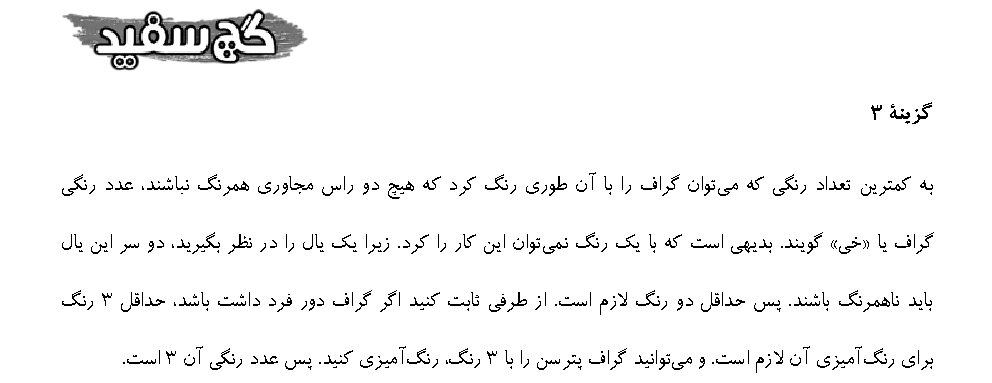 گچ سفید
گزینهٔ ۳
به کمترین تعداد رنگی که می‌توان گراف را با آن طوری رنگ کرد که هیچ دو راس مجاوری همرنگ نباشند، عدد رنگی
گراف یا «خی» گویند. بدیهی است که با یک رنگ نمی‌توان این کار را کرد. زیرا یک یال را در نظر بگیرید، دو سر این یال
باید ناهمرنگ باشند. پس حداقل دو رنگ لازم است. از طرفی ثابت کنید اگر گراف دور فرد داشت باشد، حداقل ۳ رنگ
برای رنگ‌آمیزی آن لازم است. و می‌توانید گراف پترسن را با ۳ رنگ، رنگ‌آمیزی کنید. پس عدد رنگی آن ۳ است.